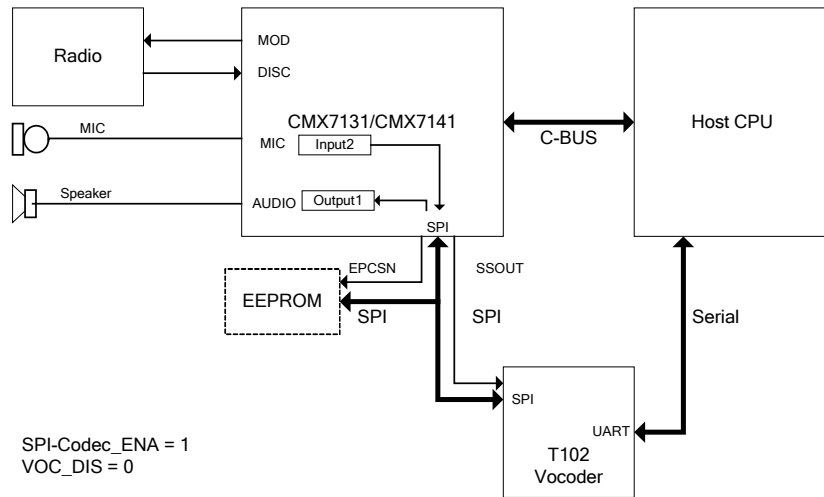 Radio
MOD
DISC
CMX7131/CMX7141
MIC
MIC
Input2
Speaker
AUDIO
Output1
SPI
C-BUS
Host CPU
EPCSN
SSOUT
EEPROM
SPI
SPI
Serial
SPI
UART
T102
Vocoder
SPI-Codec_ENA = 1
VOC_DIS = 0